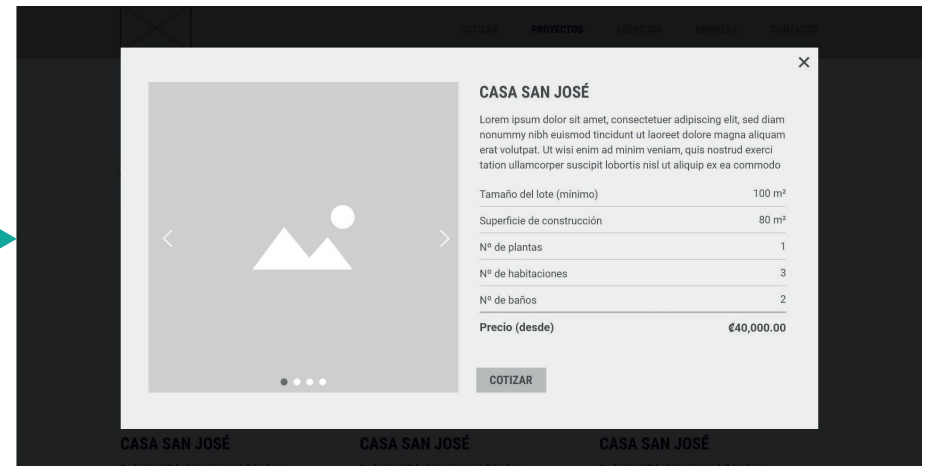 COTIZAR PROYECTOS SERVICIOS EMPRESA CONTACTO
CASA SAN JOSÉ
Lorem ipsum dolor sit amet, consectetuer adipiscing elit, sed diam
nonummy nibh euismod tincidunt ut laoreet dolore magna aliquam
erat volutpat. Ut wisi enim ad minim veniam, quis nostrud exerci
tation ullamcorper suscipit lobortis nisl ut aliquip ex ea commodo
Tamaño del lote (mínimo) 100 m²
Superficie de construcción 80 m²
Nº de plantas 1
Nº de habitaciones 3
Nº de baños 2
Precio (desde) ₡40,000.00
COTIZAR
CASA SAN JOSÉ CASA SAN JOSÉ CASA SAN JOSÉ